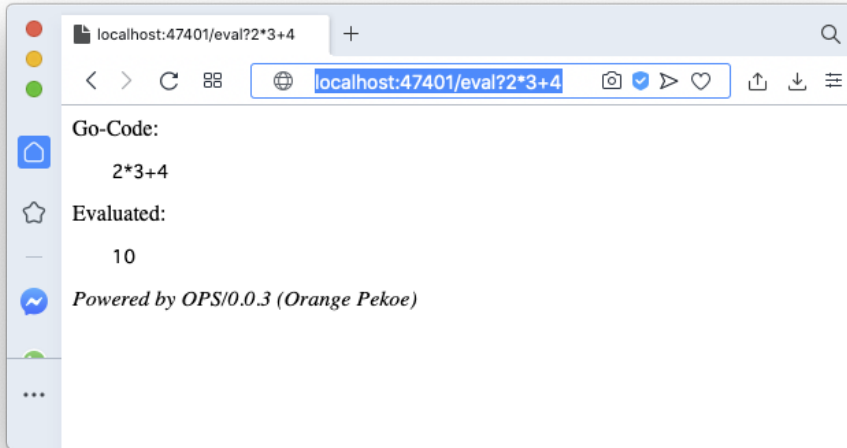 localhost:47401/eval?2*3+4
localhost:47401/eval?2*3+4
Go-Code:
2*3+4
Evaluated:
10
Powered by OPS/0.0.3 (Orange Pekoe)